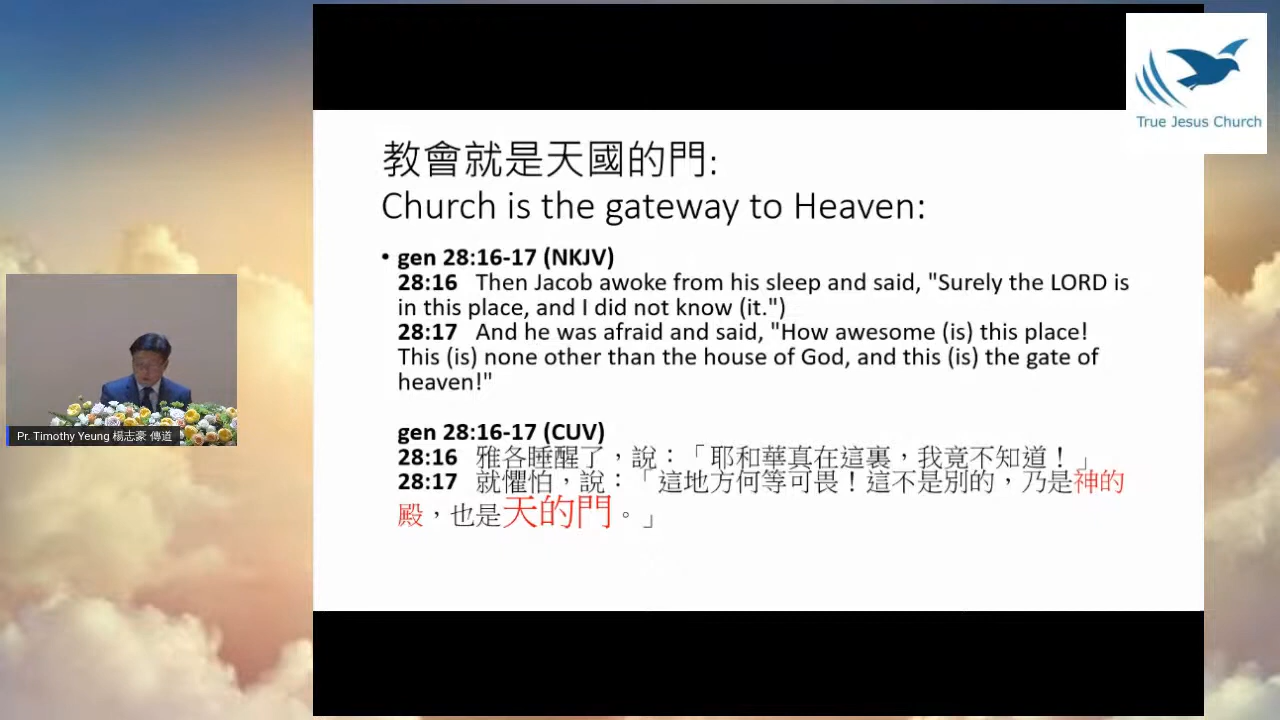 True Jesus Church
教會就是天國的門:
Church is the gateway to Heaven:
• gen 28:16-17 (NKJV)
28:16 Then Jacob awoke from his sleep and said, "Surely the LORD is
in this place, and I did not know (it.")
28:17 And he was afraid and said, "How awesome (is) this place!
This (is) none other than the house of God, and this (is) the gate of
heaven!"
gen 28:16-17 (CUV)
28:16 雅各睡醒了，說：「耶和華真在這裏，我竟不知道！」
28:17 就懼怕，說：「這地方何等可畏！這不是別的，乃是神的
殿，也是天的門。」
Pr. Timothy Yeung 楊志豪 傳道